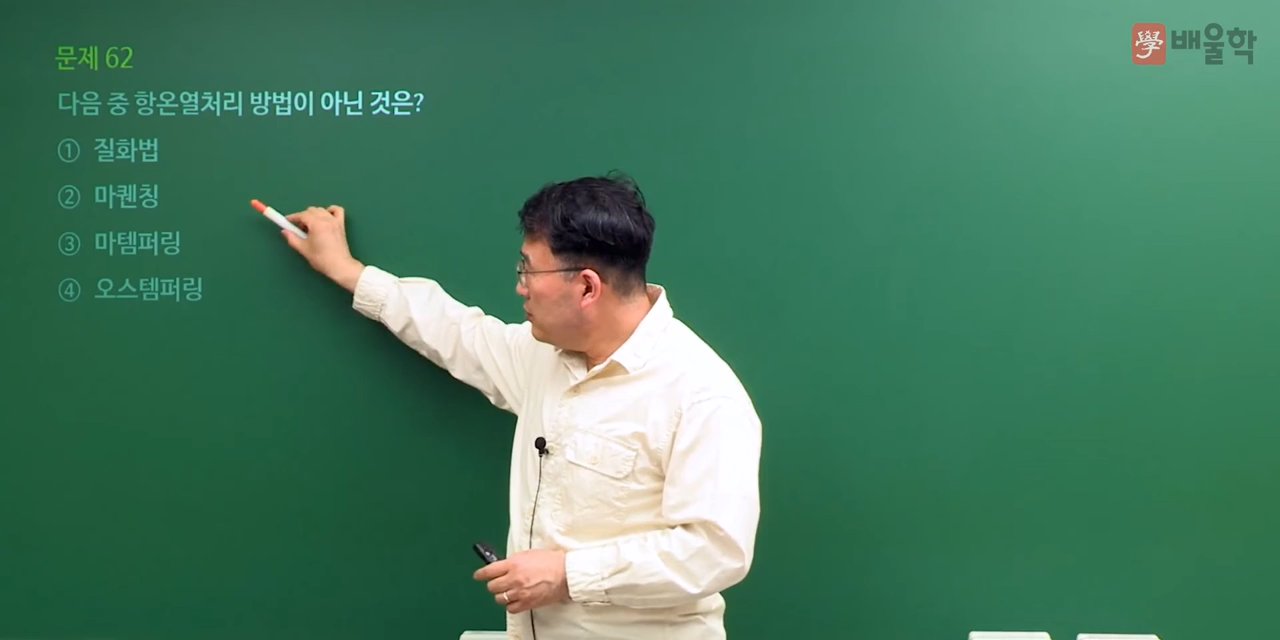 學 배울학
문제 62
다음 중 항온열처리 방법이 아닌 것은?
① 질화법
② 마퀜칭
③ 마템퍼링
④ 오스템퍼링